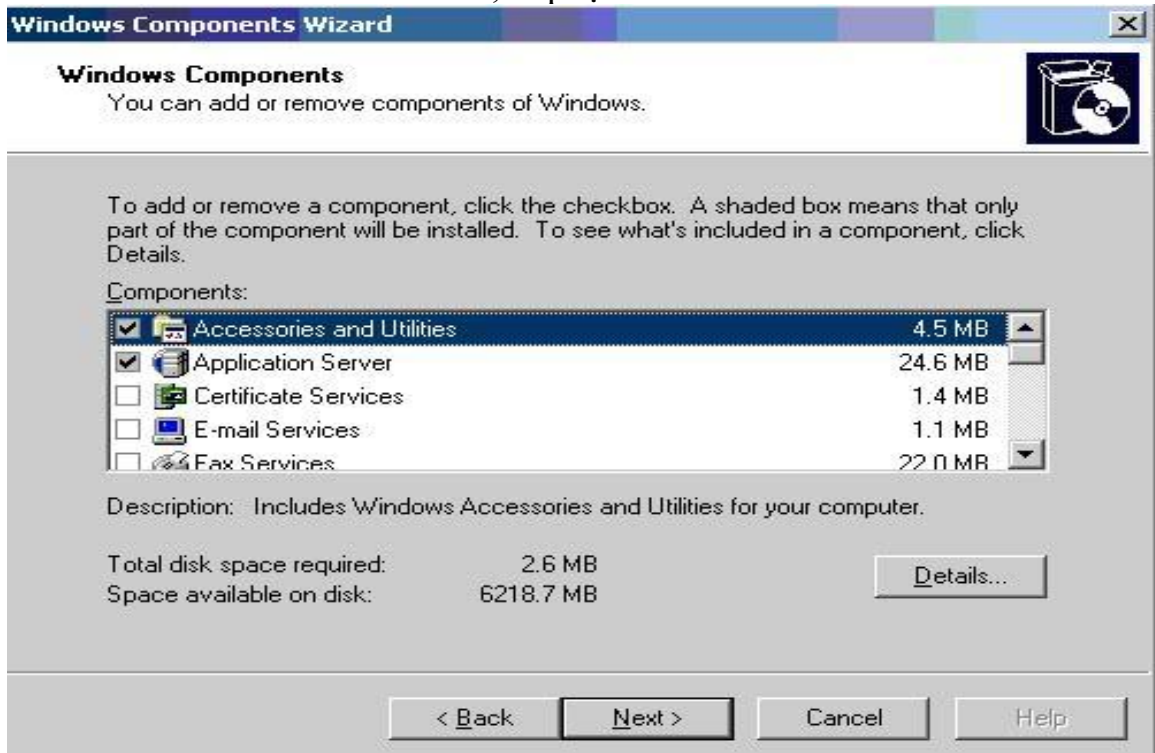 Windows Components Wizard
Windows Components
You can add or remove components of Windows.
To add or remove a component, click the checkbox. A shaded box means that only
part of the component will be installed. To see what's included in a component, click
Details.
Components:
Accessories and Utilities 4.5 MB
Application Server 24.6 MB
Certificate Services 1.4 MB
E-mail Services 1.1 MB
Fax Services 22.0 MB
Description: Includes Windows Accessories and Utilities for your computer.
Total disk space required: 2.6 MB
Space available on disk: 6218.7 MB
Details...
< Back Next > Cancel Help